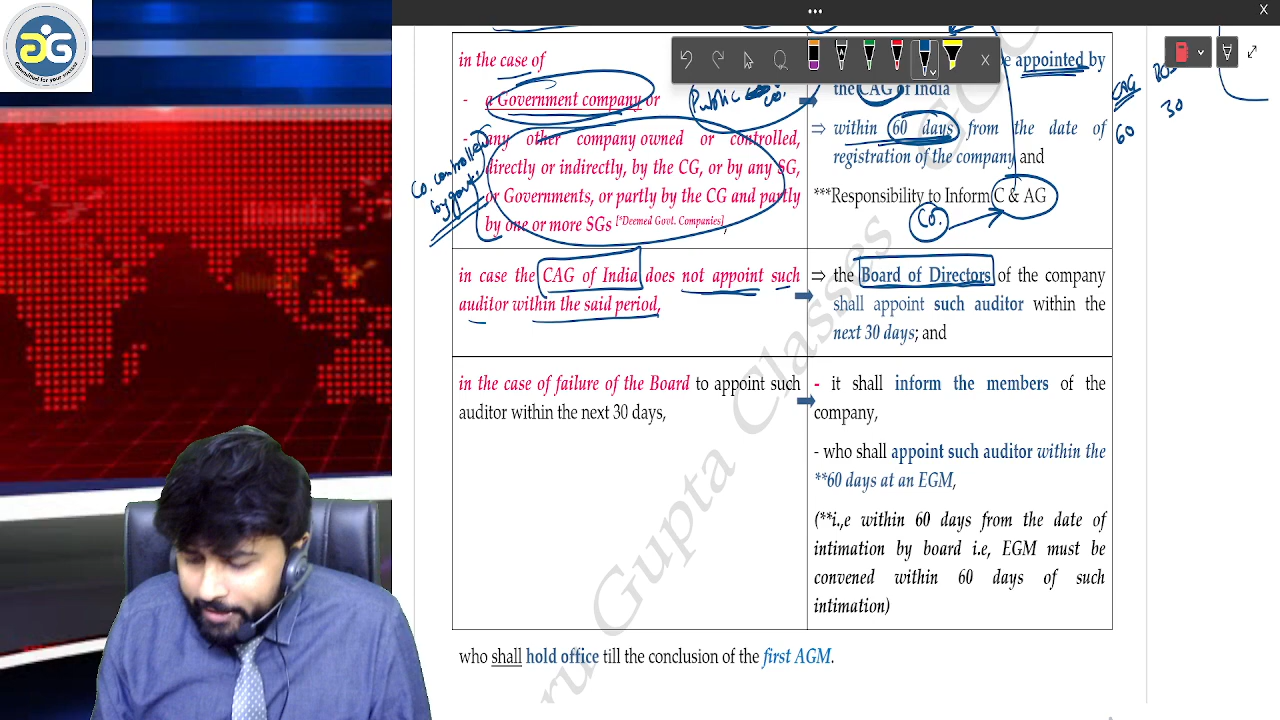 in the case of
- a Government company or
- any other company owned or controlled,
directly or indirectly, by the CG, or by any SG,
or Governments, or partly by the CG and partly
by one or more SGs [*Deemed Govt. Companies],
Public co.
Co. controlled
by govt.
appointed by
the CAG of India
⇒ within 60 days from the date of
registration of the company and
***Responsibility to Inform C & AG
Co.
CAG
60
30
in case the CAG of India does not appoint such
auditor within the said period,
⇒ the Board of Directors of the company
shall appoint such auditor within the
next 30 days; and
in the case of failure of the Board to appoint such
auditor within the next 30 days,
- it shall inform the members of the
company,
- who shall appoint such auditor within the
**60 days at an EGM,
(**i.,e within 60 days from the date of
intimation by board i.e, EGM must be
convened within 60 days of such
intimation)
who shall hold office till the conclusion of the first AGM.
Gupta Classes